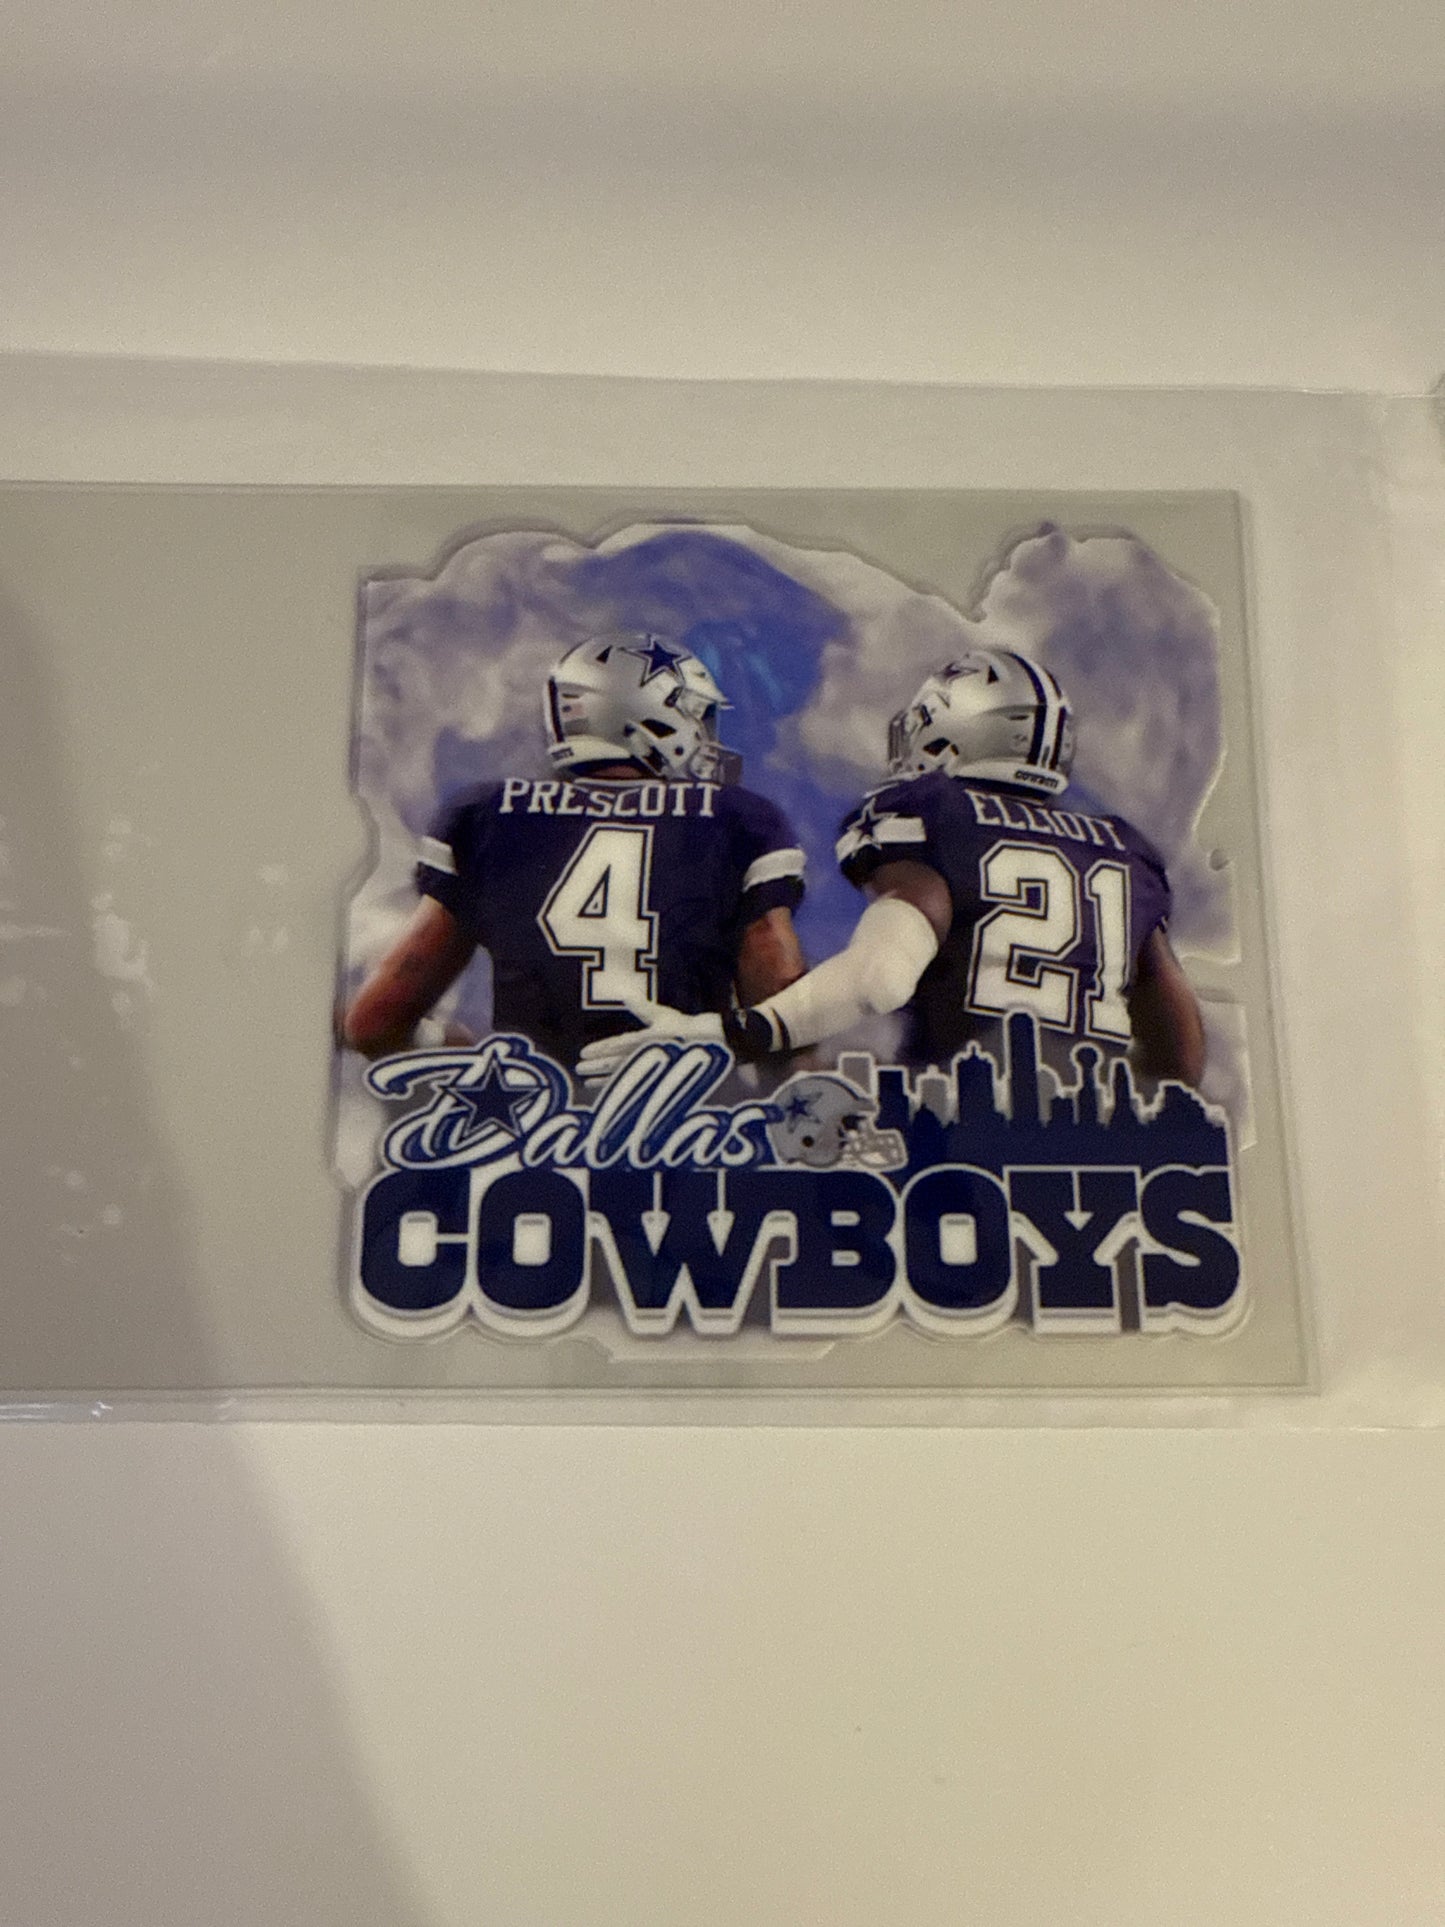 PRESCOTT
4
ELLIOTT
21
Dallas
COWBOYS